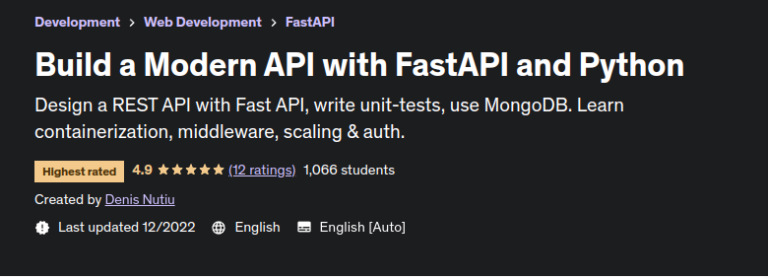 Development > Web Development > FastAPI
Build a Modern API with FastAPI and Python
Design a REST API with Fast API, write unit-tests, use MongoDB. Learn
containerization, middleware, scaling & auth.
Highest rated 4.9 ★★★★★ (12 ratings) 1,066 students
Created by Denis Nutiu
Last updated 12/2022 English English [Auto]